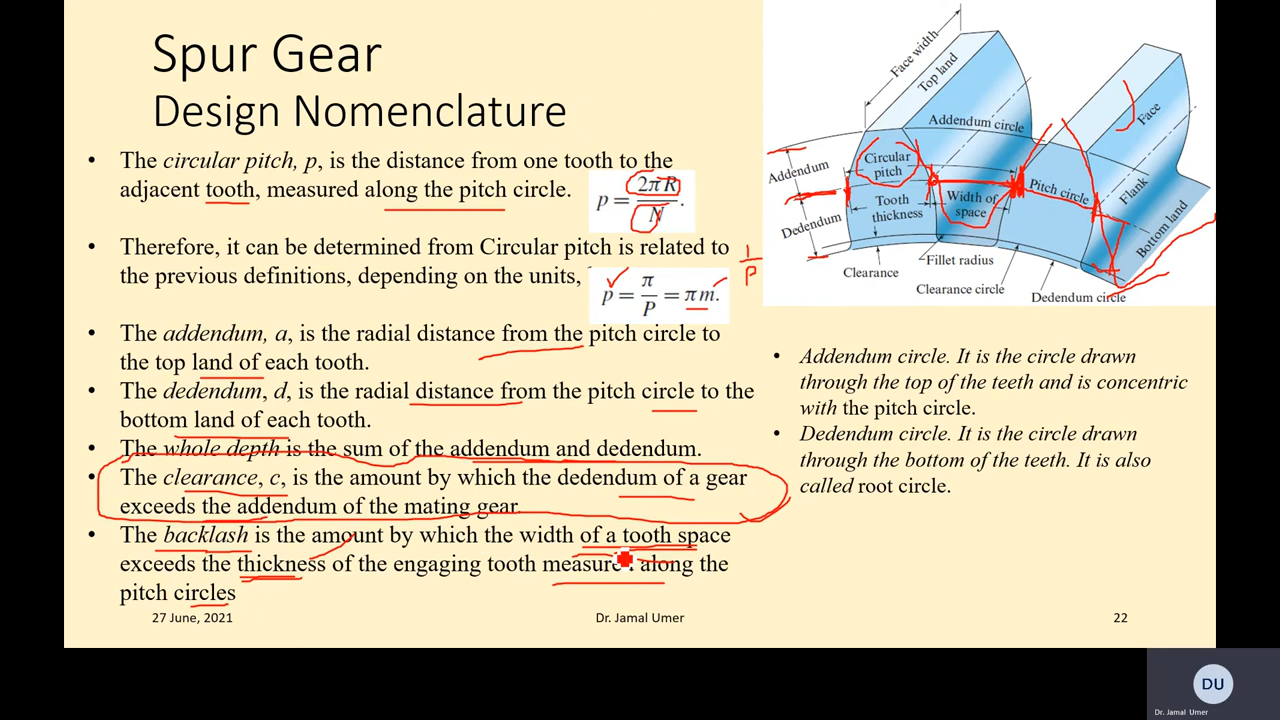 Spur Gear
Design Nomenclature
• The circular pitch, p, is the distance from one tooth to the
adjacent tooth, measured along the pitch circle.
p = 2πR / N.
• Therefore, it can be determined from Circular pitch is related to
the previous definitions, depending on the units,
1/P
p = π / P = πm.
• The addendum, a, is the radial distance from the pitch circle to
the top land of each tooth.
• The dedendum, d, is the radial distance from the pitch circle to the
bottom land of each tooth.
• The whole depth is the sum of the addendum and dedendum.
• The clearance, c, is the amount by which the dedendum of a gear
exceeds the addendum of the mating gear.
• The backlash is the amount by which the width of a tooth space
exceeds the thickness of the engaging tooth measured along the
pitch circles
Face width
Top land
Addendum circle
Face
Addendum
Circular
pitch
Pitch circle
Flank
Dedendum
Tooth
thickness
Width of
space
Bottom land
Fillet radius
Clearance
Clearance circle
Dedendum circle
• Addendum circle. It is the circle drawn
through the top of the teeth and is concentric
with the pitch circle.
• Dedendum circle. It is the circle drawn
through the bottom of the teeth. It is also
called root circle.
27 June, 2021
Dr. Jamal Umer
22
DU
Dr. Jamal Umer